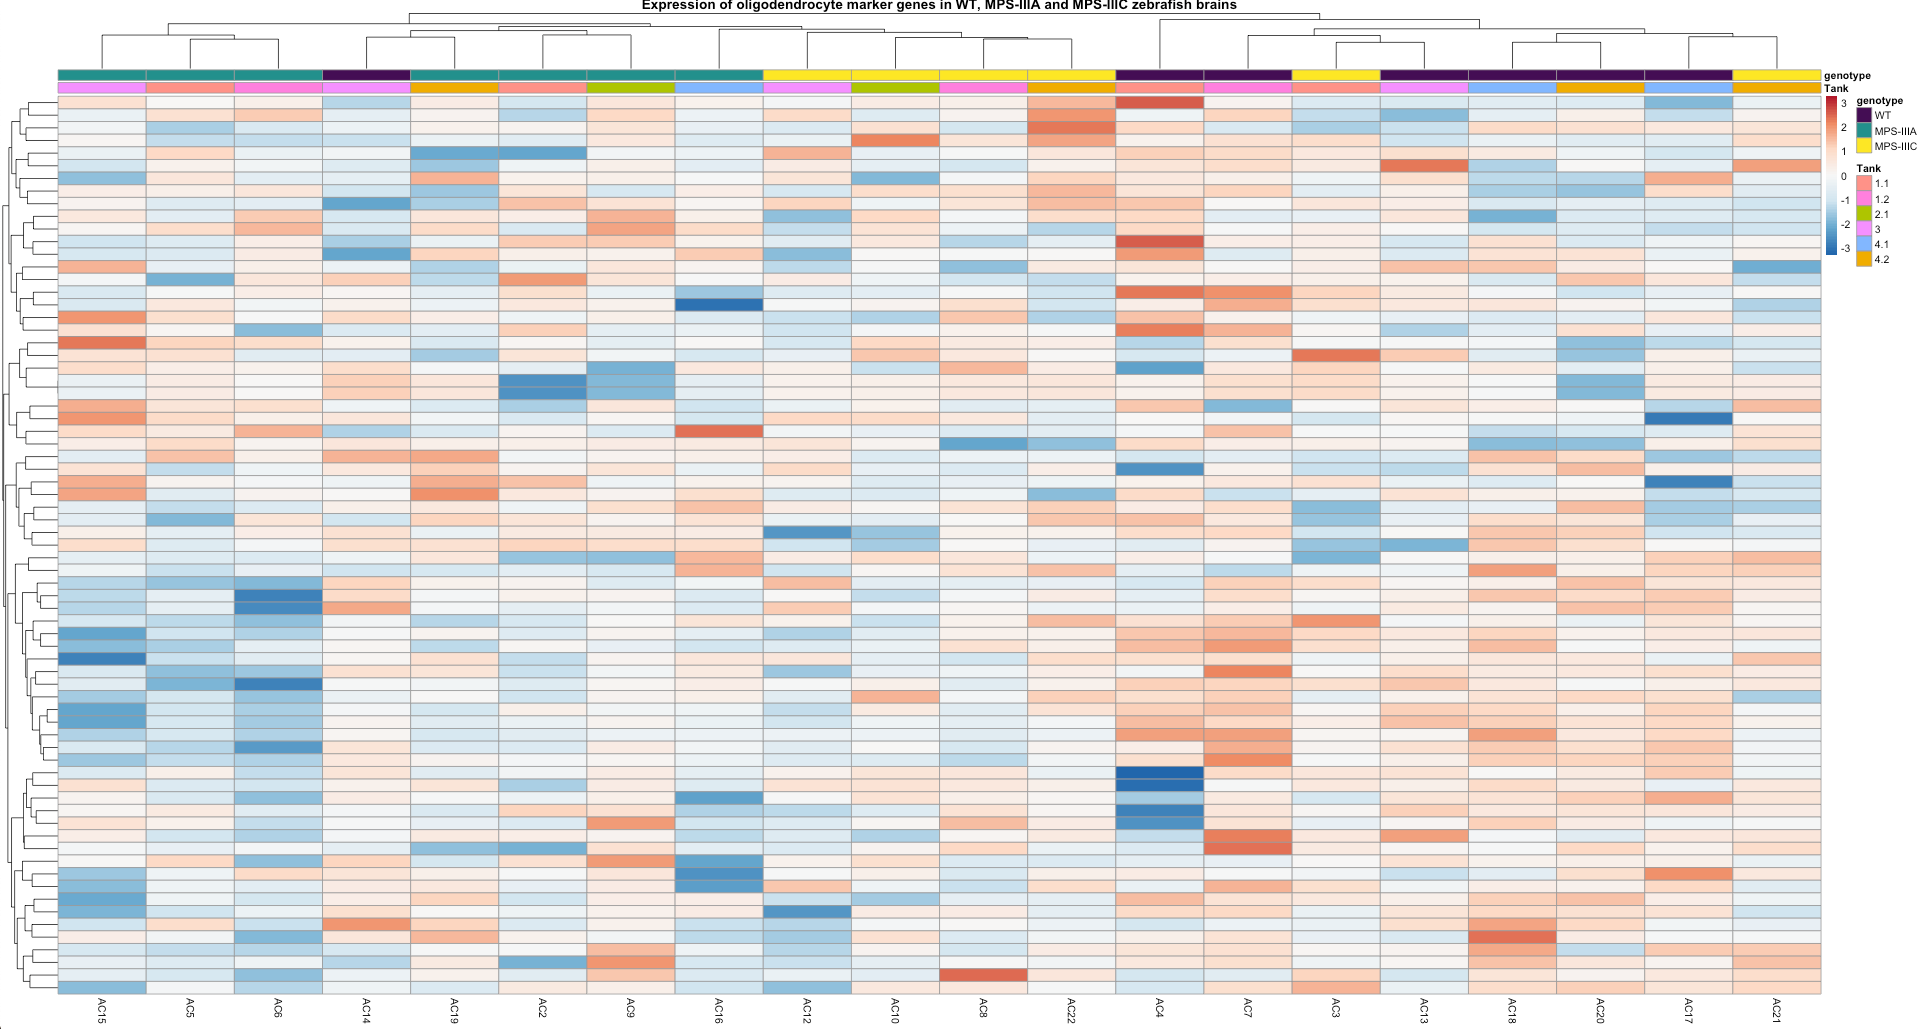 Expression of oligodendrocyte marker genes in WT, MPS-IIIA and MPS-IIIC zebrafish brains
genotype
Tank
3
2
1
0
-1
-2
-3
genotype
WT
MPS-IIIA
MPS-IIIC
Tank
1.1
1.2
2.1
3
4.1
4.2
AC15
AC5
AC6
AC14
AC19
AC2
AC9
AC16
AC12
AC10
AC8
AC22
AC4
AC7
AC3
AC13
AC18
AC20
AC17
AC21